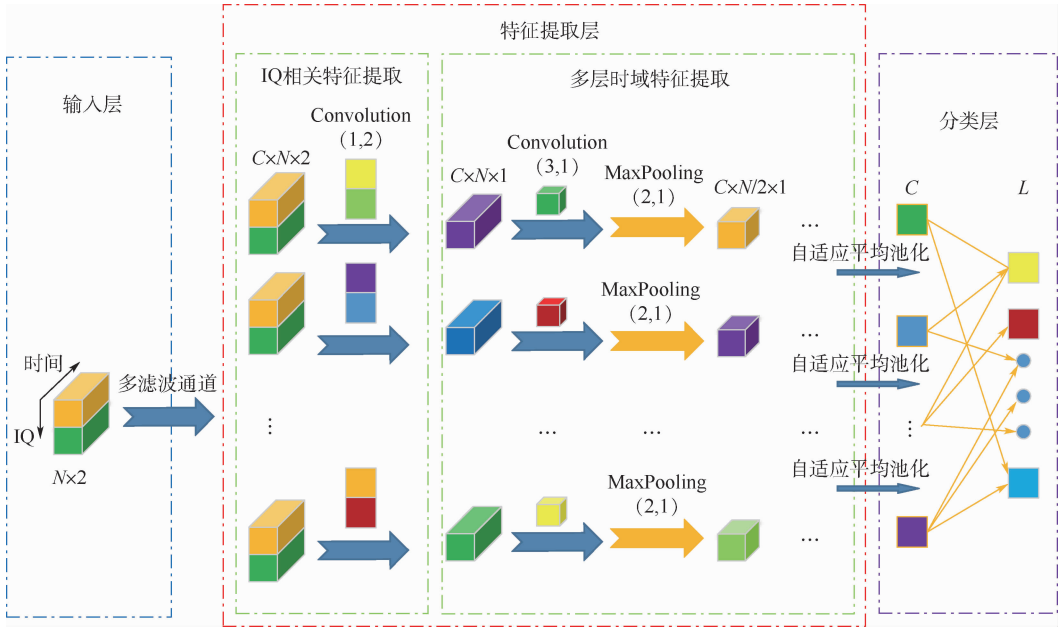 特征提取层
输入层
IQ相关特征提取
多层时域特征提取
分类层
Convolution
(1,2)
Convolution
(3,1)
MaxPooling
(2,1)
C×N×2
C×N×1
C×N/2×1
C
L
...
自适应平均池化
MaxPooling
(2,1)
...
自适应平均池化
时间
IQ
N×2
多滤波通道
...
...
...
...
...
自适应平均池化
MaxPooling
(2,1)
...